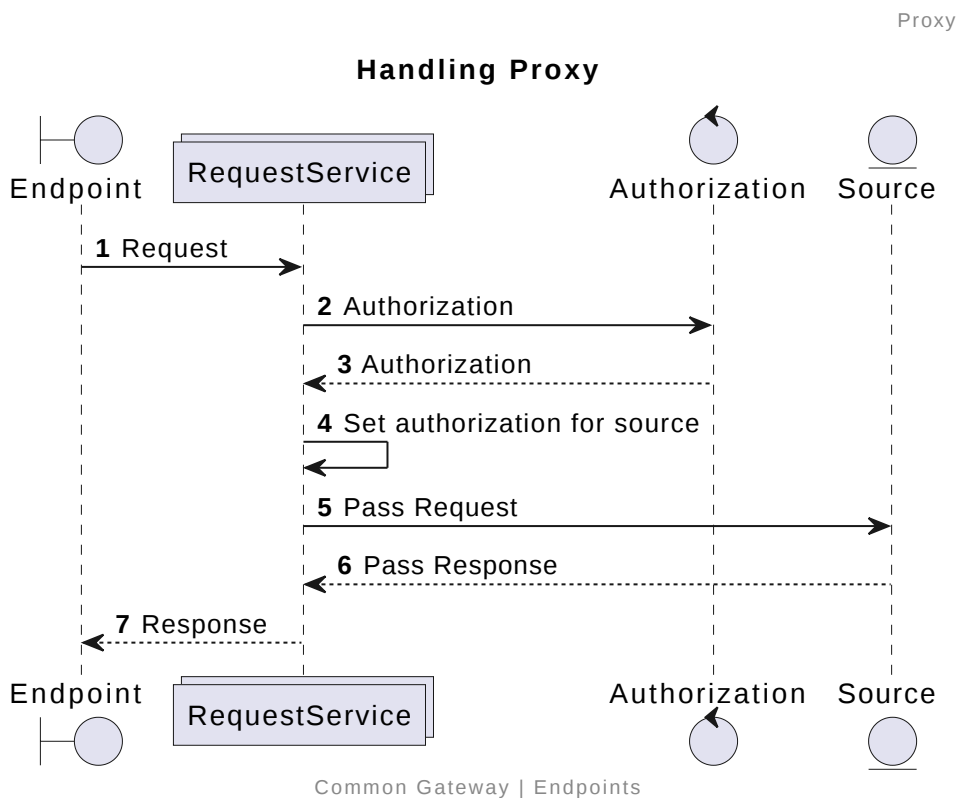 Proxy
Handling Proxy
Endpoint
RequestService
Authorization
Source
1 Request
2 Authorization
3 Authorization
4 Set authorization for source
5 Pass Request
6 Pass Response
7 Response
Endpoint
RequestService
Authorization
Source
Common Gateway | Endpoints